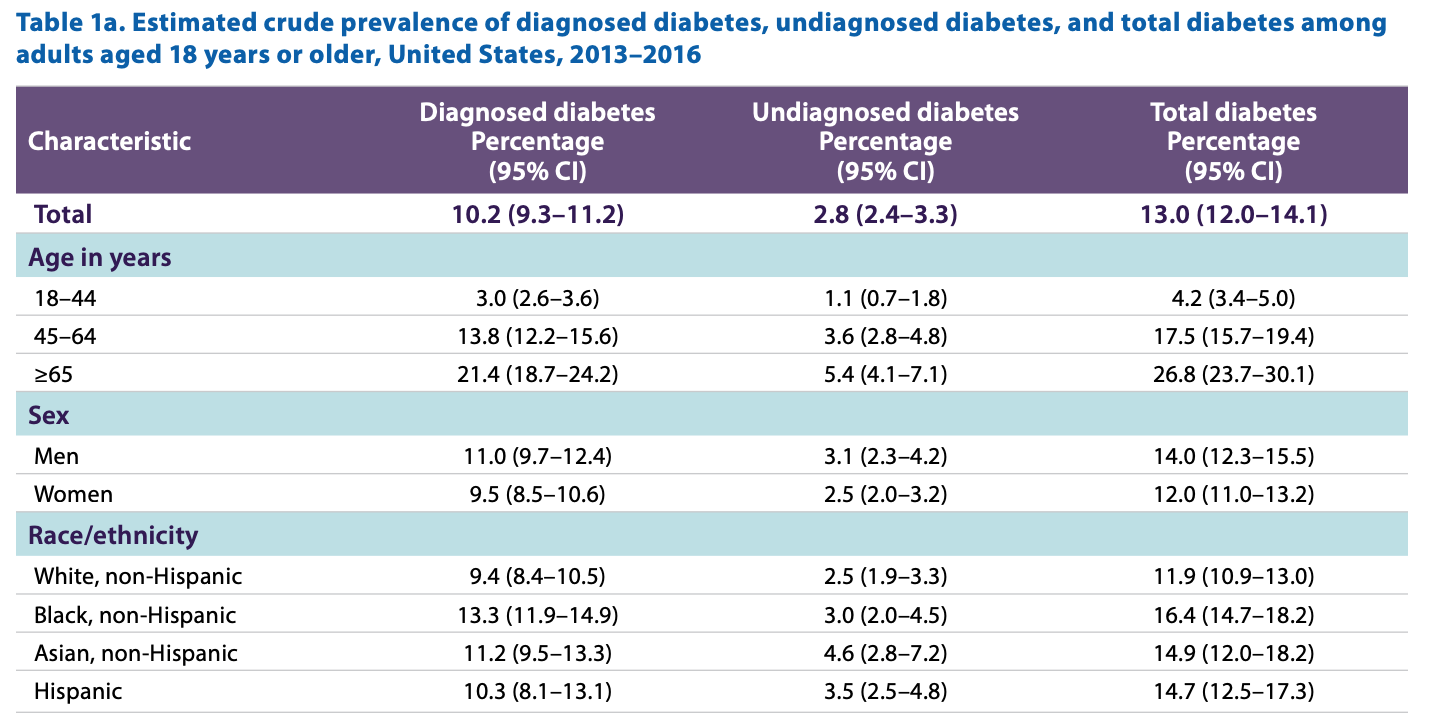 Table 1a. Estimated crude prevalence of diagnosed diabetes, undiagnosed diabetes, and total diabetes among
adults aged 18 years or older, United States, 2013–2016
Characteristic Diagnosed diabetes Percentage (95% CI) Undiagnosed diabetes Percentage (95% CI) Total diabetes Percentage (95% CI)
Total 10.2 (9.3–11.2) 2.8 (2.4–3.3) 13.0 (12.0–14.1)
Age in years
18–44 3.0 (2.6–3.6) 1.1 (0.7–1.8) 4.2 (3.4–5.0)
45–64 13.8 (12.2–15.6) 3.6 (2.8–4.8) 17.5 (15.7–19.4)
≥65 21.4 (18.7–24.2) 5.4 (4.1–7.1) 26.8 (23.7–30.1)
Sex
Men 11.0 (9.7–12.4) 3.1 (2.3–4.2) 14.0 (12.3–15.5)
Women 9.5 (8.5–10.6) 2.5 (2.0–3.2) 12.0 (11.0–13.2)
Race/ethnicity
White, non-Hispanic 9.4 (8.4–10.5) 2.5 (1.9–3.3) 11.9 (10.9–13.0)
Black, non-Hispanic 13.3 (11.9–14.9) 3.0 (2.0–4.5) 16.4 (14.7–18.2)
Asian, non-Hispanic 11.2 (9.5–13.3) 4.6 (2.8–7.2) 14.9 (12.0–18.2)
Hispanic 10.3 (8.1–13.1) 3.5 (2.5–4.8) 14.7 (12.5–17.3)